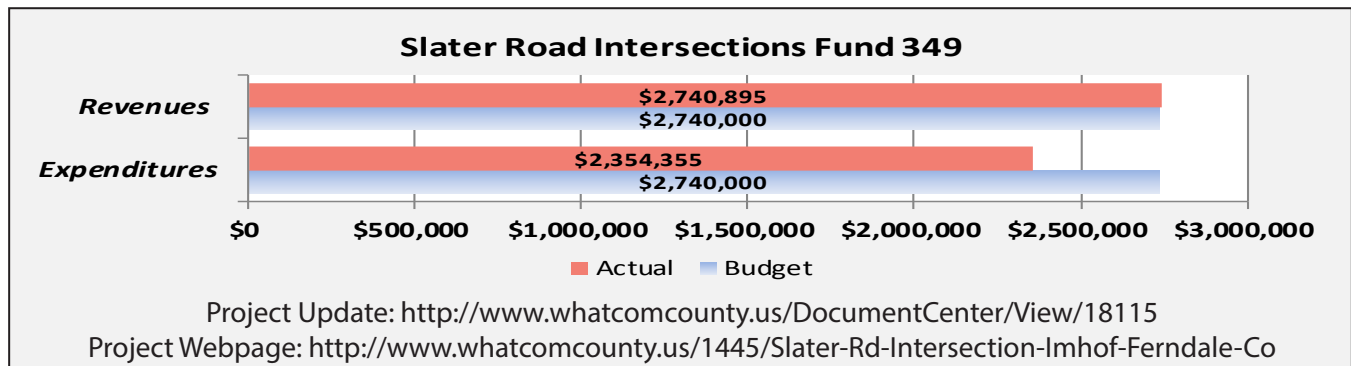 Slater Road Intersections Fund 349
Revenues
$2,740,895
$2,740,000
Expenditures
$2,354,355
$2,740,000
$0 $500,000 $1,000,000 $1,500,000 $2,000,000 $2,500,000 $3,000,000
Actual Budget
Project Update: http://www.whatcomcounty.us/DocumentCenter/View/18115
Project Webpage: http://www.whatcomcounty.us/1445/Slater-Rd-Intersection-Imhof-Ferndale-Co